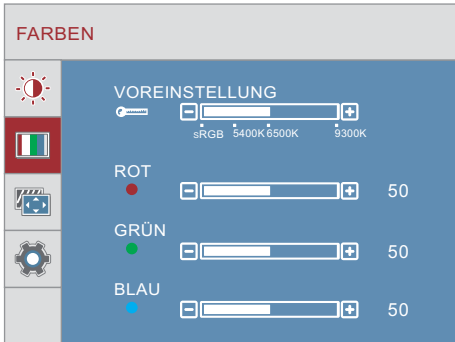 FARBEN
VOREINSTELLUNG
sRGB 5400K 6500K 9300K
ROT
50
GRÜN
50
BLAU
50